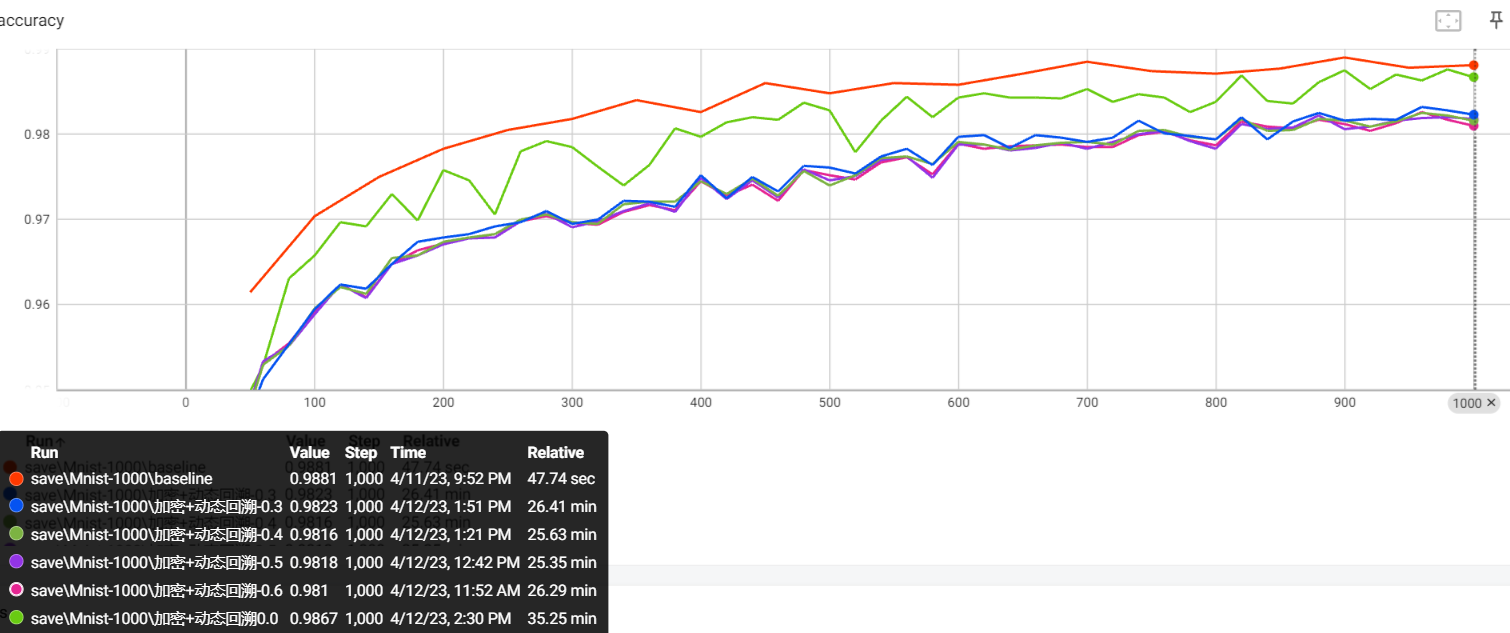 accuracy
0.98
0.97
0.96
0 100 200 300 400 500 600 700 800 900 1000 ✕
Run↑ Value Step Relative
Run Value Step Time Relative
save\Mnist-1000\baseline 0.9881 1,000 4/11/23, 9:52 PM 47.74 sec
save\Mnist-1000\加密+动态回溯-0.3 0.9823 1,000 4/12/23, 1:51 PM 26.41 min
save\Mnist-1000\加密+动态回溯-0.4 0.9816 1,000 4/12/23, 1:21 PM 25.63 min
save\Mnist-1000\加密+动态回溯-0.5 0.9818 1,000 4/12/23, 12:42 PM 25.35 min
save\Mnist-1000\加密+动态回溯-0.6 0.981 1,000 4/12/23, 11:52 AM 26.29 min
save\Mnist-1000\加密+动态回溯0.0 0.9867 1,000 4/12/23, 2:30 PM 35.25 min